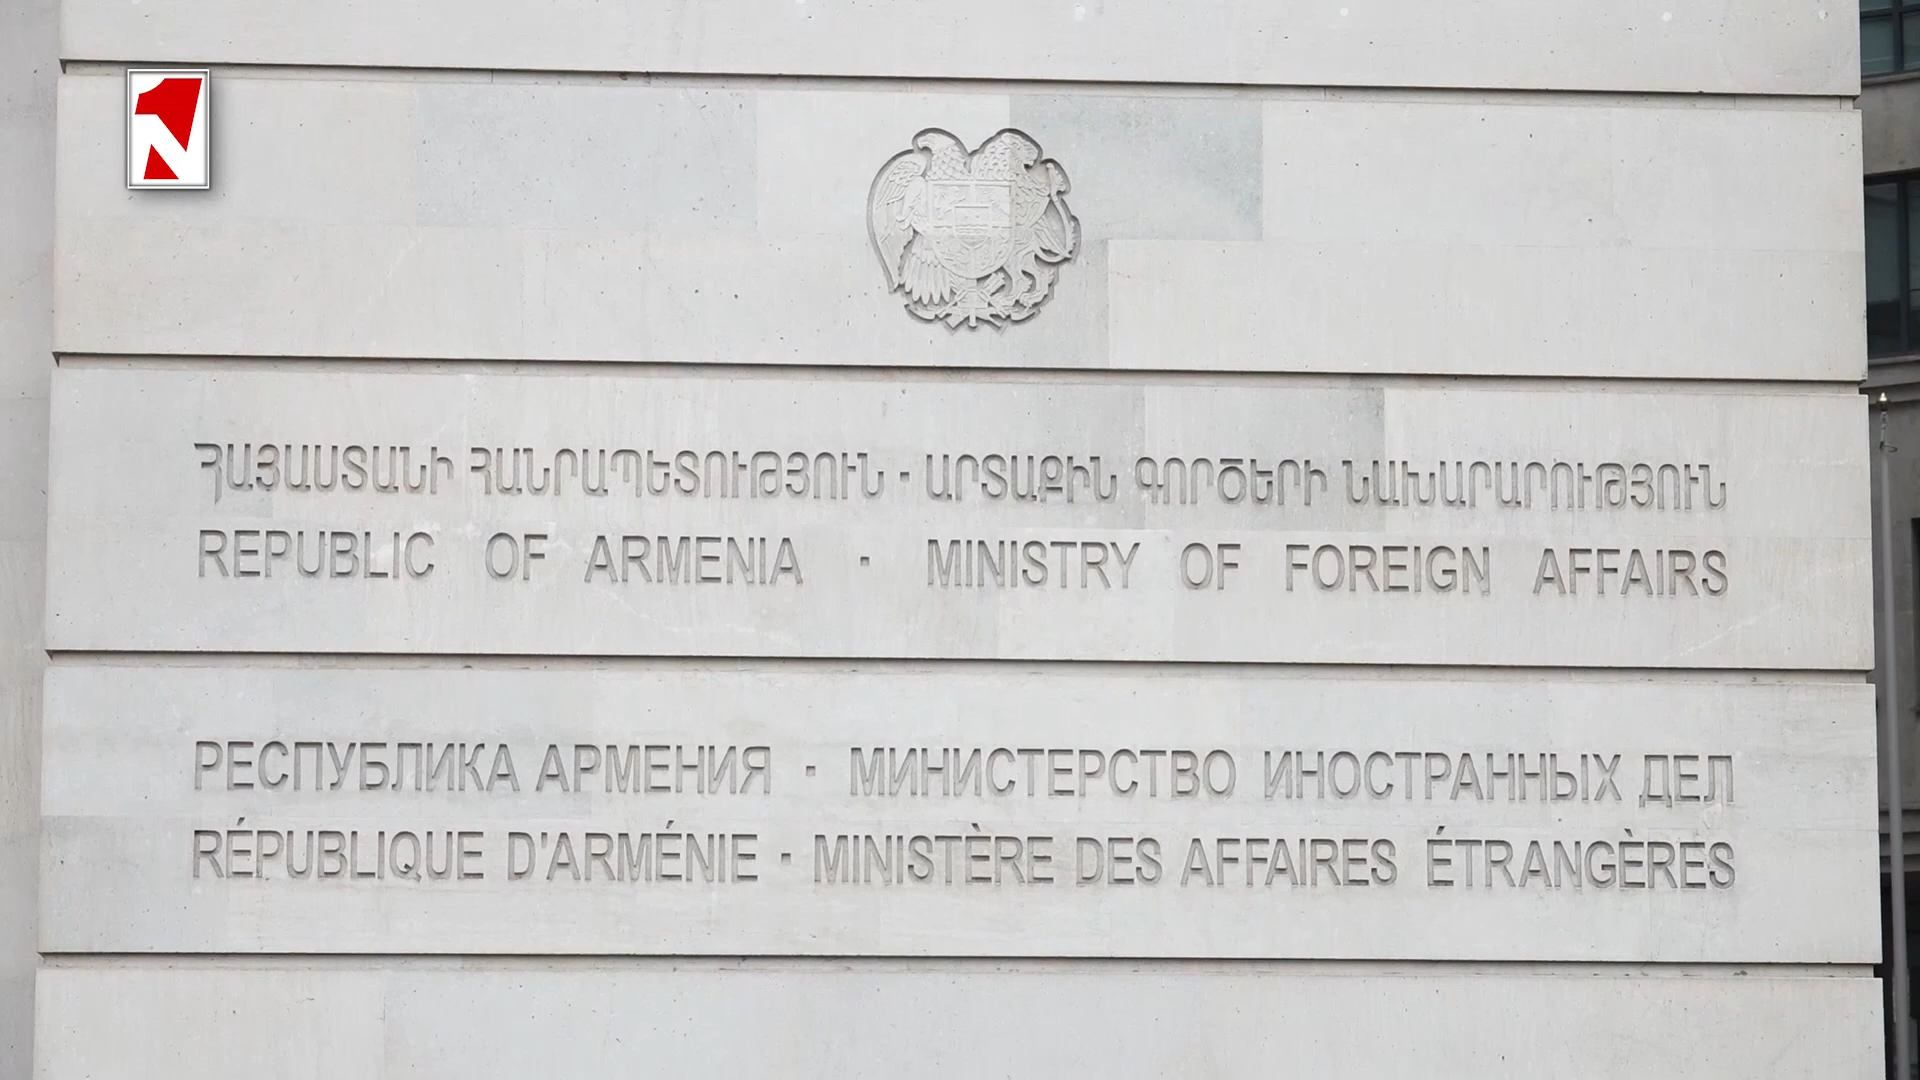 1N
ՀԱՅԱՍՏԱՆԻ ՀԱՆՐԱՊԵՏՈՒԹՅՈՒՆ · ԱՐՏԱՔԻՆ ԳՈՐԾԵՐԻ ՆԱԽԱՐԱՐՈՒԹՅՈՒՆ
REPUBLIC OF ARMENIA · MINISTRY OF FOREIGN AFFAIRS
РЕСПУБЛИКА АРМЕНИЯ · МИНИСТЕРСТВО ИНОСТРАННЫХ ДЕЛ
RÉPUBLIQUE D'ARMÉNIE · MINISTÈRE DES AFFAIRES ÉTRANGÈRES